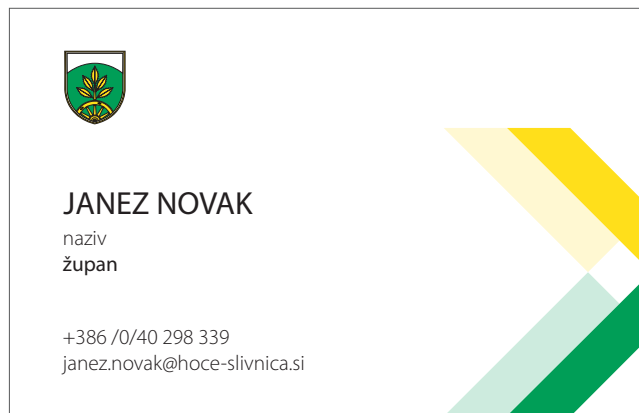 JANEZ NOVAK
naziv
župan
+386 /0/40 298 339
janez.novak@hoce-slivnica.si